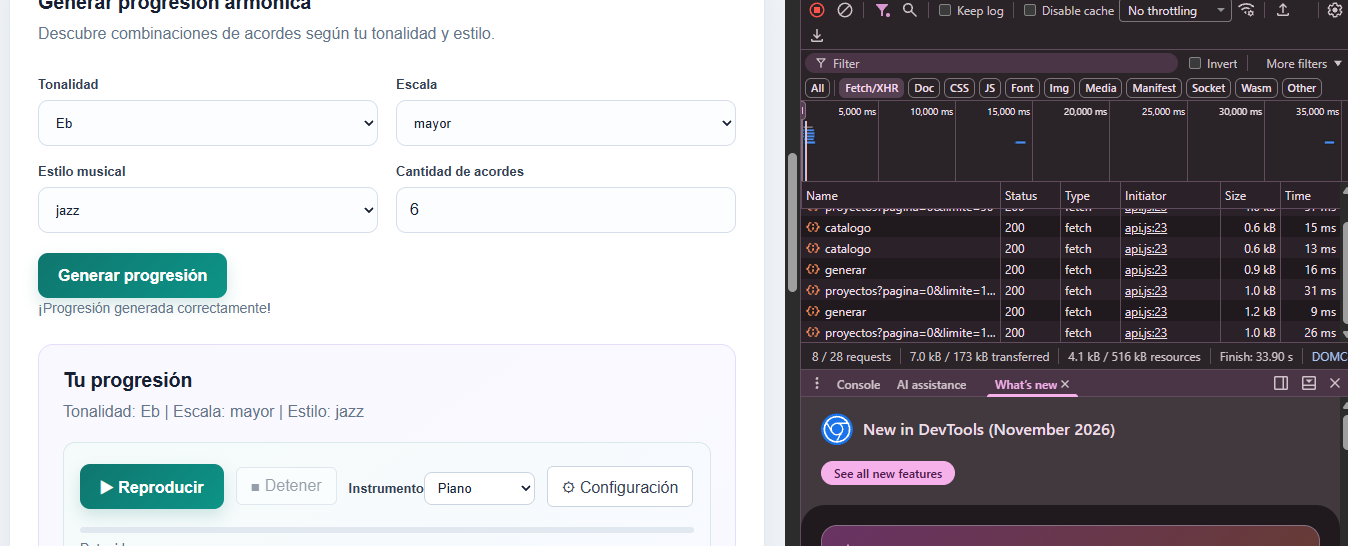 Generar progresión armónica
Descubre combinaciones de acordes según tu tonalidad y estilo.
Tonalidad
Escala
Eb
mayor
Estilo musical
Cantidad de acordes
jazz
6
Generar progresión
¡Progresión generada correctamente!
Tu progresión
Tonalidad: Eb | Escala: mayor | Estilo: jazz
Reproducir
Detener
Instrumento
Piano
Configuración
Keep log
Disable cache
No throttling
Filter
Invert
More filters
All Fetch/XHR Doc CSS JS Font Img Media Manifest Socket Wasm Other
5,000 ms 10,000 ms 15,000 ms 20,000 ms 25,000 ms 30,000 ms 35,000 ms
Name Status Type Initiator Size Time
catalogo 200 fetch api.js:23 0.6 kB 15 ms
catalogo 200 fetch api.js:23 0.6 kB 13 ms
generar 200 fetch api.js:23 0.9 kB 16 ms
proyectos?pagina=0&limite=1... 200 fetch api.js:23 1.0 kB 31 ms
generar 200 fetch api.js:23 1.2 kB 9 ms
proyectos?pagina=0&limite=1... 200 fetch api.js:23 1.0 kB 26 ms
8 / 28 requests 7.0 kB / 173 kB transferred 4.1 kB / 516 kB resources Finish: 33.90 s DOMC
Console AI assistance What's new
New in DevTools (November 2026)
See all new features